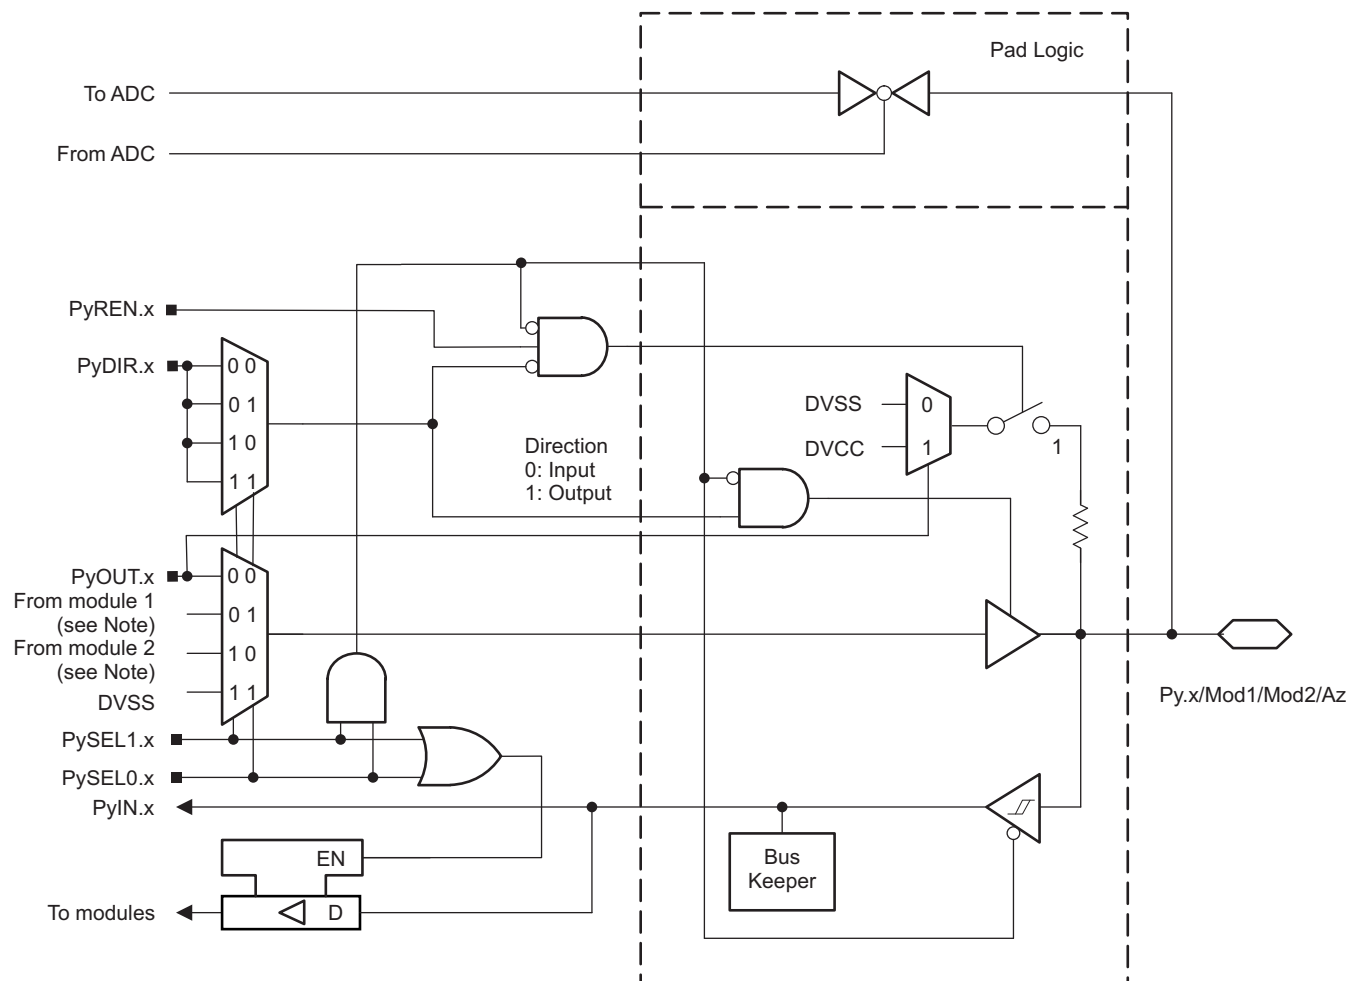 Pad Logic
To ADC
From ADC
PyREN.x
PyDIR.x
0 0
0 1
1 0
1 1
Direction
0: Input
1: Output
DVSS
0
DVCC
1
1
PyOUT.x
0 0
From module 1
(see Note)
0 1
From module 2
(see Note)
1 0
DVSS
1 1
Py.x/Mod1/Mod2/Az
PySEL1.x
PySEL0.x
PyIN.x
EN
Bus
Keeper
To modules
D